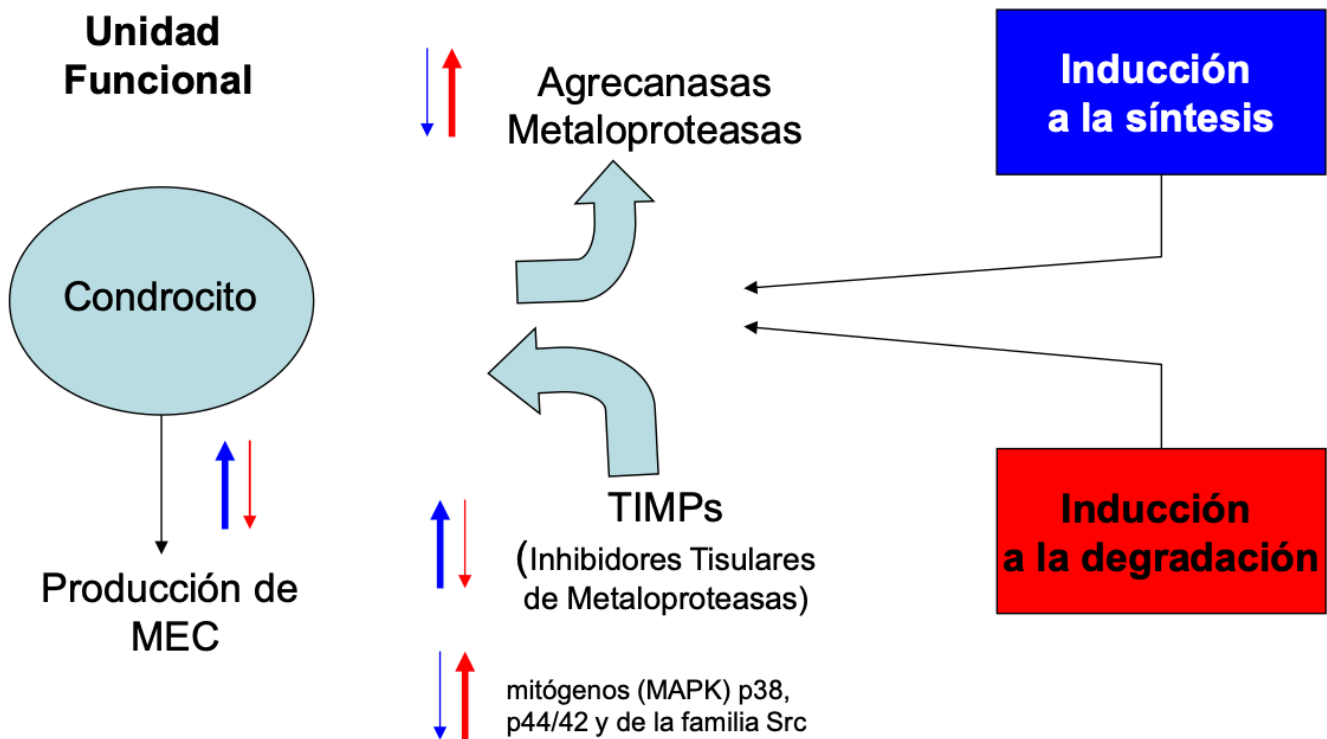 Unidad
Funcional
Agrecanasas
Metaloproteasas
Inducción
a la síntesis
Condrocito
Producción de
MEC
TIMPs
(Inhibidores Tisulares
de Metaloproteasas)
mitógenos (MAPK) p38,
p44/42 y de la familia Src
Inducción
a la degradación